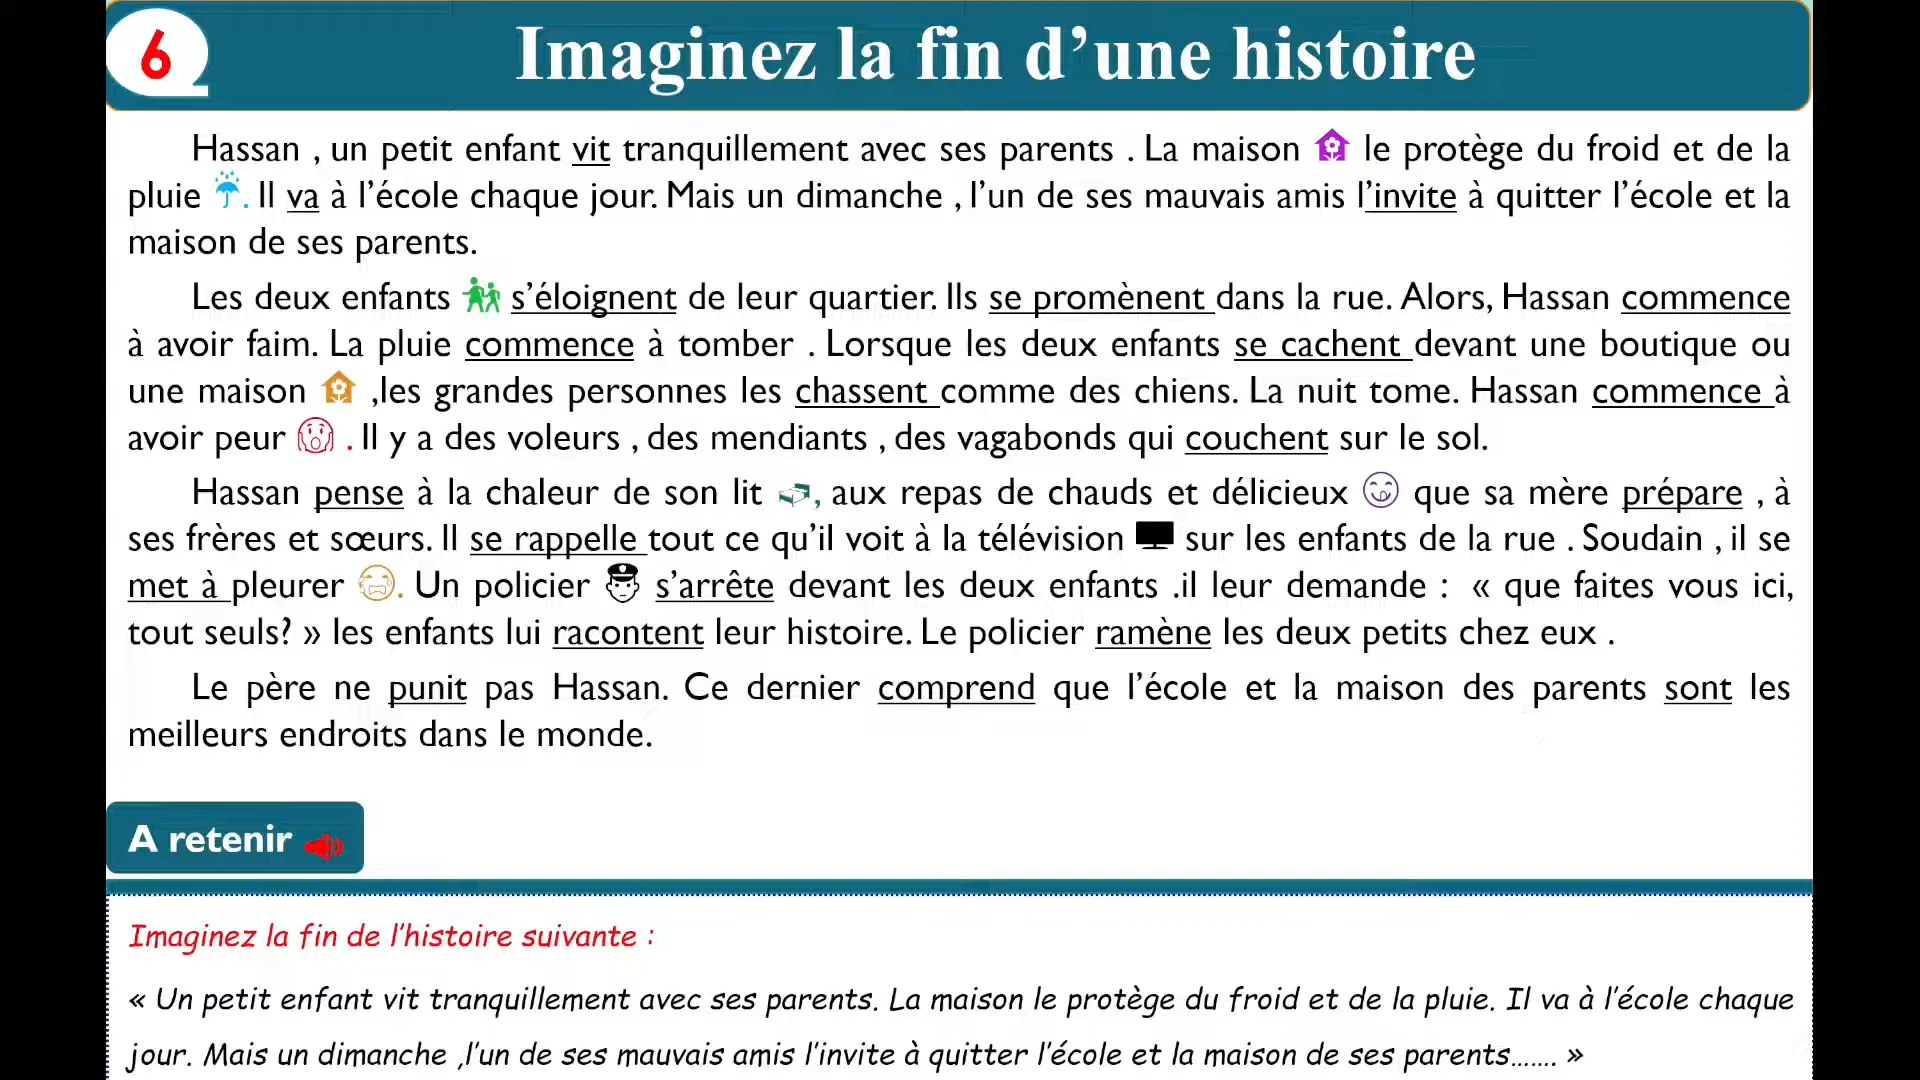 6
Imaginez la fin d’une histoire
Hassan , un petit enfant vit tranquillement avec ses parents . La maison le protège du froid et de la
pluie . Il va à l’école chaque jour. Mais un dimanche , l’un de ses mauvais amis l’invite à quitter l’école et la
maison de ses parents.
Les deux enfants s’éloignent de leur quartier. Ils se promènent dans la rue. Alors, Hassan commence
à avoir faim. La pluie commence à tomber . Lorsque les deux enfants se cachent devant une boutique ou
une maison ,les grandes personnes les chassent comme des chiens. La nuit tome. Hassan commence à
avoir peur . Il y a des voleurs , des mendiants , des vagabonds qui couchent sur le sol.
Hassan pense à la chaleur de son lit , aux repas de chauds et délicieux que sa mère prépare , à
ses frères et sœurs. Il se rappelle tout ce qu’il voit à la télévision sur les enfants de la rue . Soudain , il se
met à pleurer . Un policier s’arrête devant les deux enfants .il leur demande : « que faites vous ici,
tout seuls? » les enfants lui racontent leur histoire. Le policier ramène les deux petits chez eux .
Le père ne punit pas Hassan. Ce dernier comprend que l’école et la maison des parents sont les
meilleurs endroits dans le monde.
A retenir
Imaginez la fin de l’histoire suivante :
« Un petit enfant vit tranquillement avec ses parents. La maison le protège du froid et de la pluie. Il va à l’école chaque
jour. Mais un dimanche ,l’un de ses mauvais amis l’invite à quitter l’école et la maison de ses parents……. »